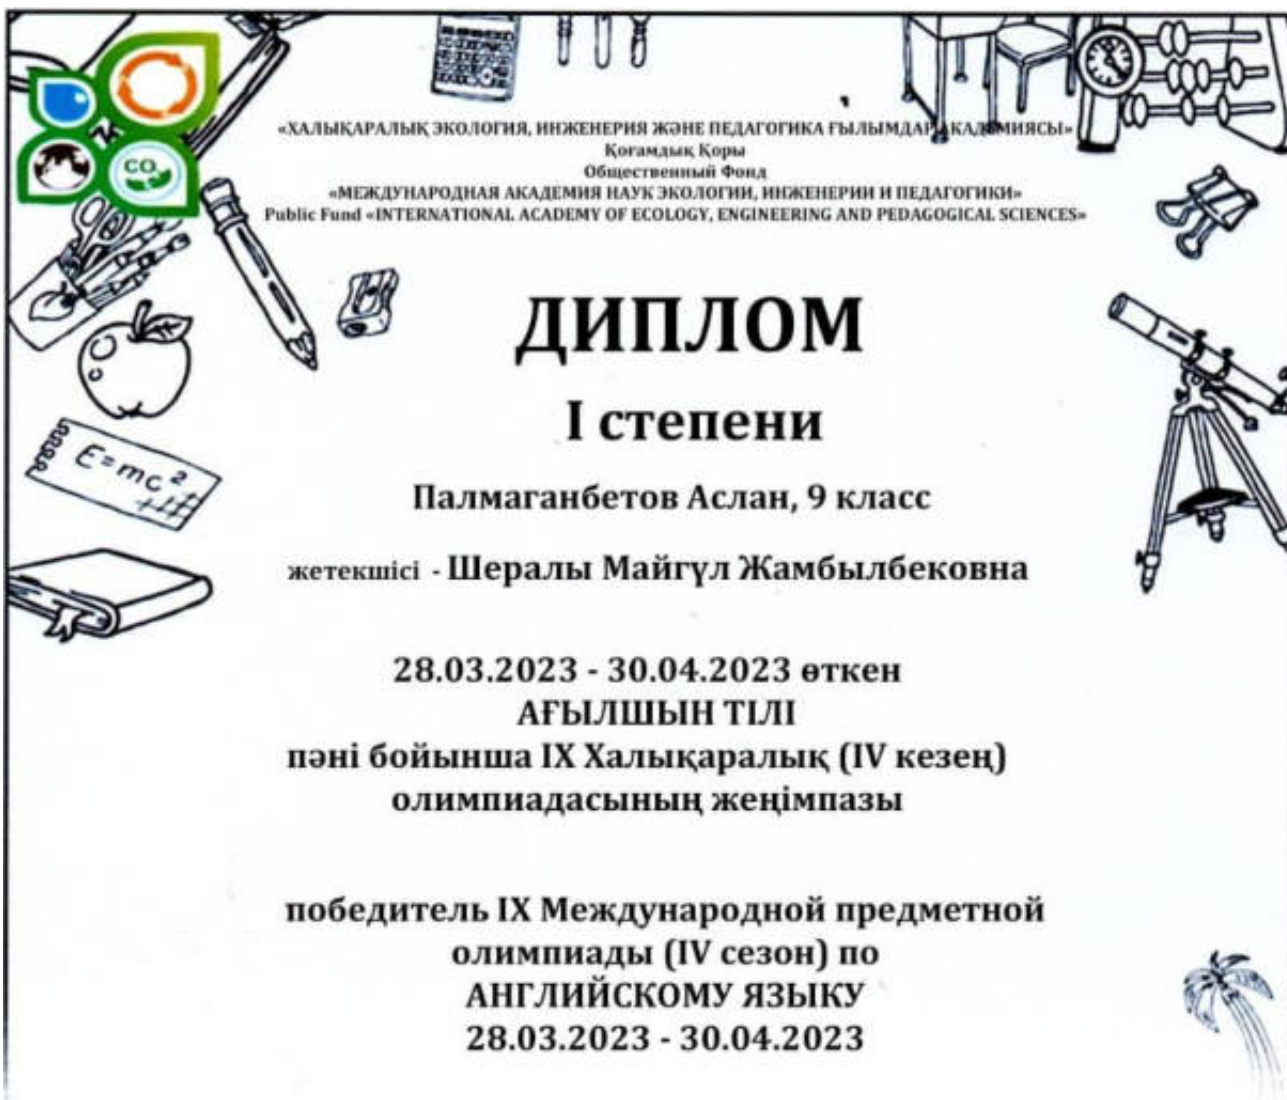 «ХАЛЫҚАРАЛЫҚ ЭКОЛОГИЯ, ИНЖЕНЕРИЯ ЖӘНЕ ПЕДАГОГИКА ҒЫЛЫМДАР АКАДЕМИЯСЫ»
Қоғамдық Қоры
Общественный Фонд
«МЕЖДУНАРОДНАЯ АКАДЕМИЯ НАУК ЭКОЛОГИИ, ИНЖЕНЕРИИ И ПЕДАГОГИКИ»
Public Fund «INTERNATIONAL ACADEMY OF ECOLOGY, ENGINEERING AND PEDAGOGICAL SCIENCES»
CO₂
ДИПЛОМ
I степени
E=mc²
Палмаганбетов Аслан, 9 класс
жетекшісі - Шералы Майгүл Жамбылбековна
28.03.2023 - 30.04.2023 өткен
АҒЫЛШЫН ТІЛІ
пәні бойынша IX Халықаралық (IV кезең)
олимпиадасының жеңімпазы
победитель IX Международной предметной
олимпиады (IV сезон) по
АНГЛИЙСКОМУ ЯЗЫКУ
28.03.2023 - 30.04.2023